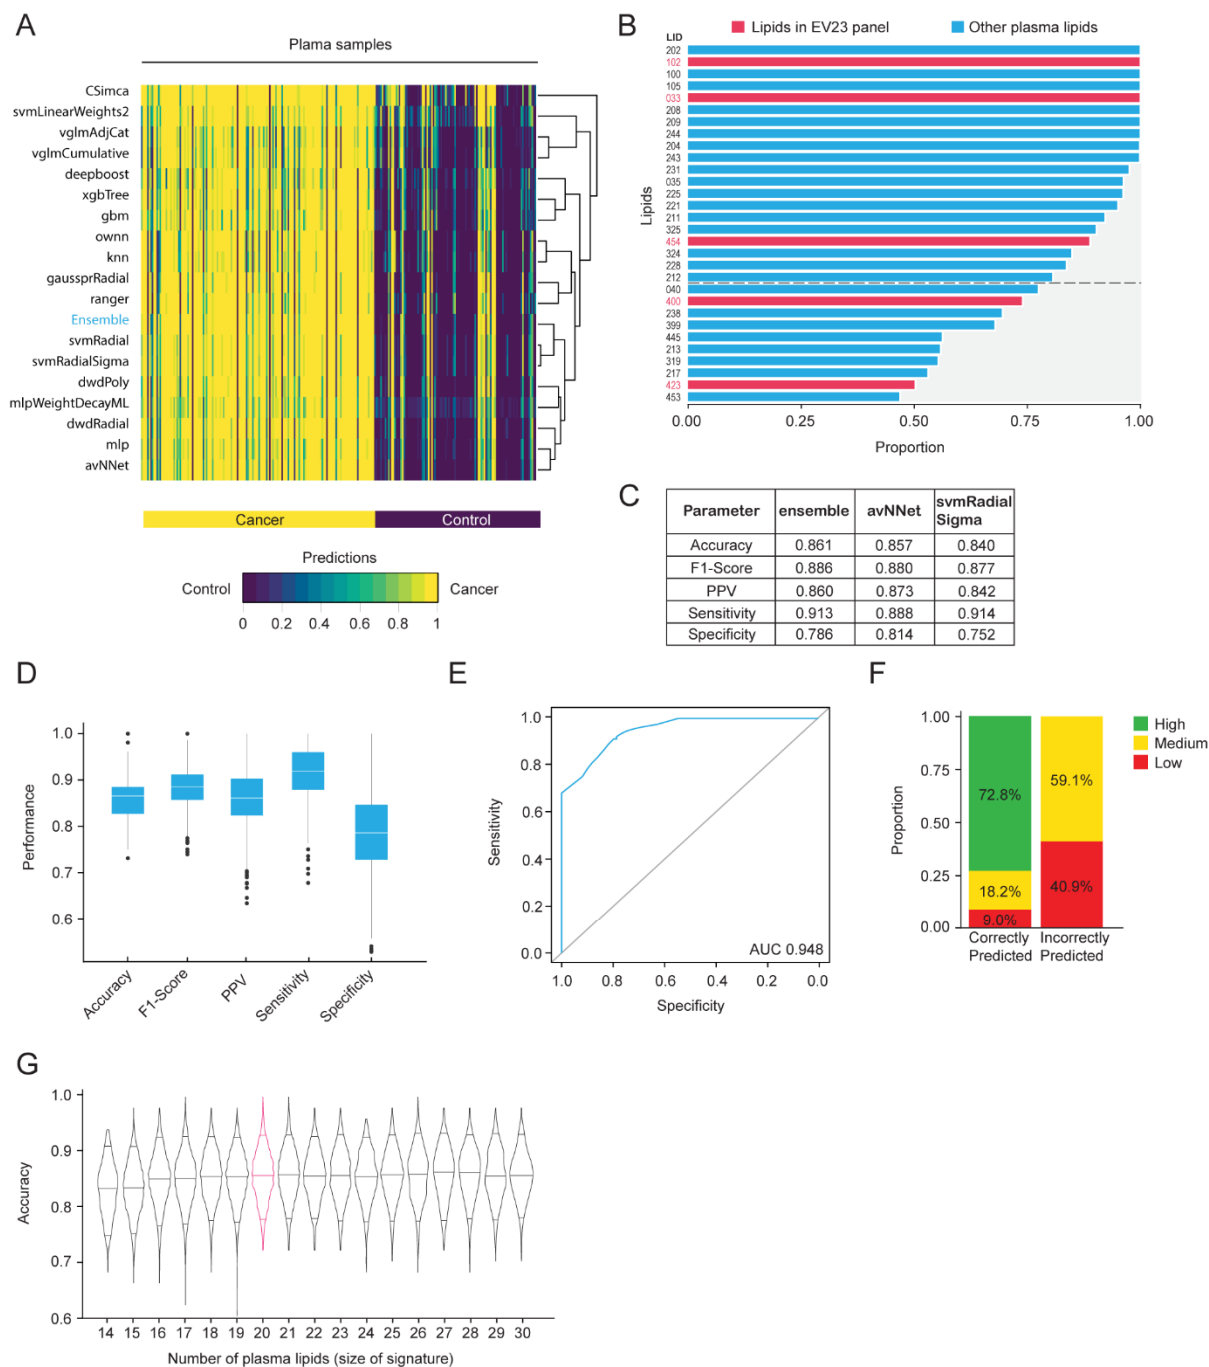 A
Plama samples
CSimca
svmLinearWeights2
vglmAdjCat
vglmCumulative
deepboost
xgbTree
gbm
ownn
knn
gaussprRadial
ranger
Ensemble
svmRadial
svmRadialSigma
dwdPoly
mlpWeightDecayML
dwdRadial
mlp
avNNet
Cancer Control
Predictions
Control Cancer
0 0.2 0.4 0.6 0.8 1
B
Lipids in EV23 panel Other plasma lipids
LID
202
102
100
105
033
208
209
244
204
243
231
035
225
221
211
325
454
324
228
212
040
400
238
399
445
213
319
217
423
453
Lipids
0.00 0.25 0.50 0.75 1.00
Proportion
C
Parameter ensemble avNNet svmRadial Sigma
Accuracy 0.861 0.857 0.840
F1-Score 0.886 0.880 0.877
PPV 0.860 0.873 0.842
Sensitivity 0.913 0.888 0.914
Specificity 0.786 0.814 0.752
D
Performance
1.0
0.9
0.8
0.7
0.6
Accuracy F1-Score PPV Sensitivity Specificity
E
Sensitivity
1.0
0.8
0.6
0.4
0.2
0.0
AUC 0.948
1.0 0.8 0.6 0.4 0.2 0.0
Specificity
F
Proportion
1.00
0.75
0.50
0.25
0.00
72.8%
18.2%
9.0%
59.1%
40.9%
Correctly Incorrectly
Predicted Predicted
High
Medium
Low
G
Accuracy
1.0
0.9
0.8
0.7
0.6
14 15 16 17 18 19 20 21 22 23 24 25 26 27 28 29 30
Number of plasma lipids (size of signature)